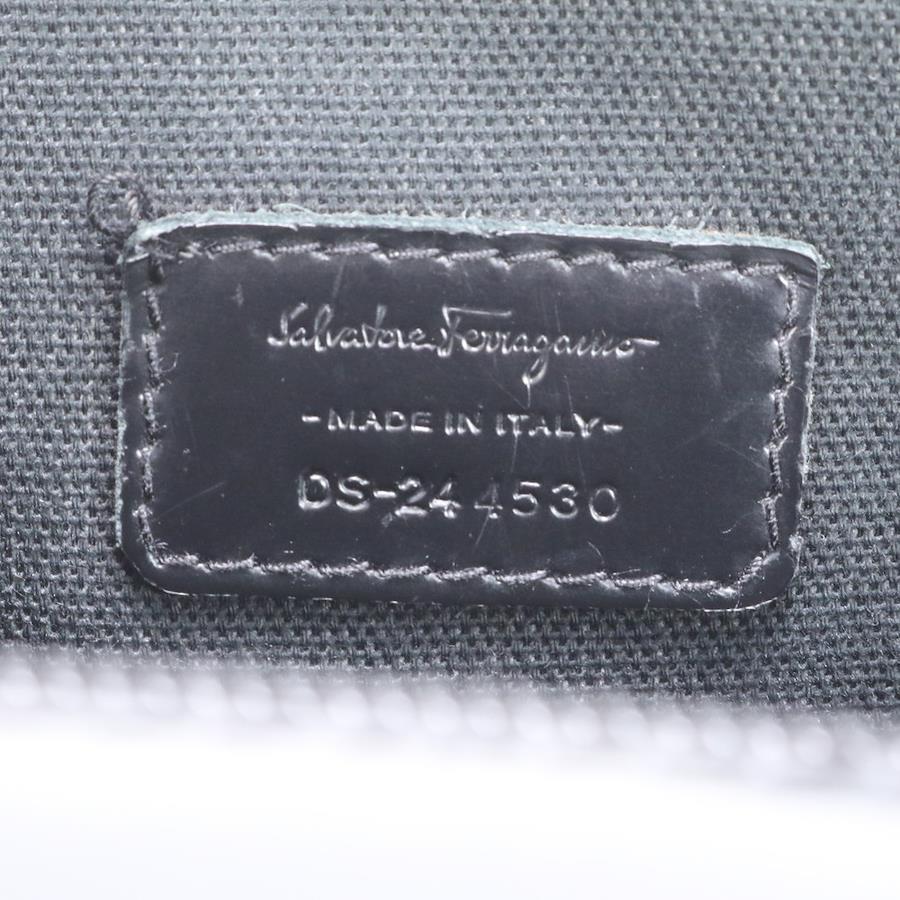 Salvatore Ferragamo
-MADE IN ITALY-
DS-244530